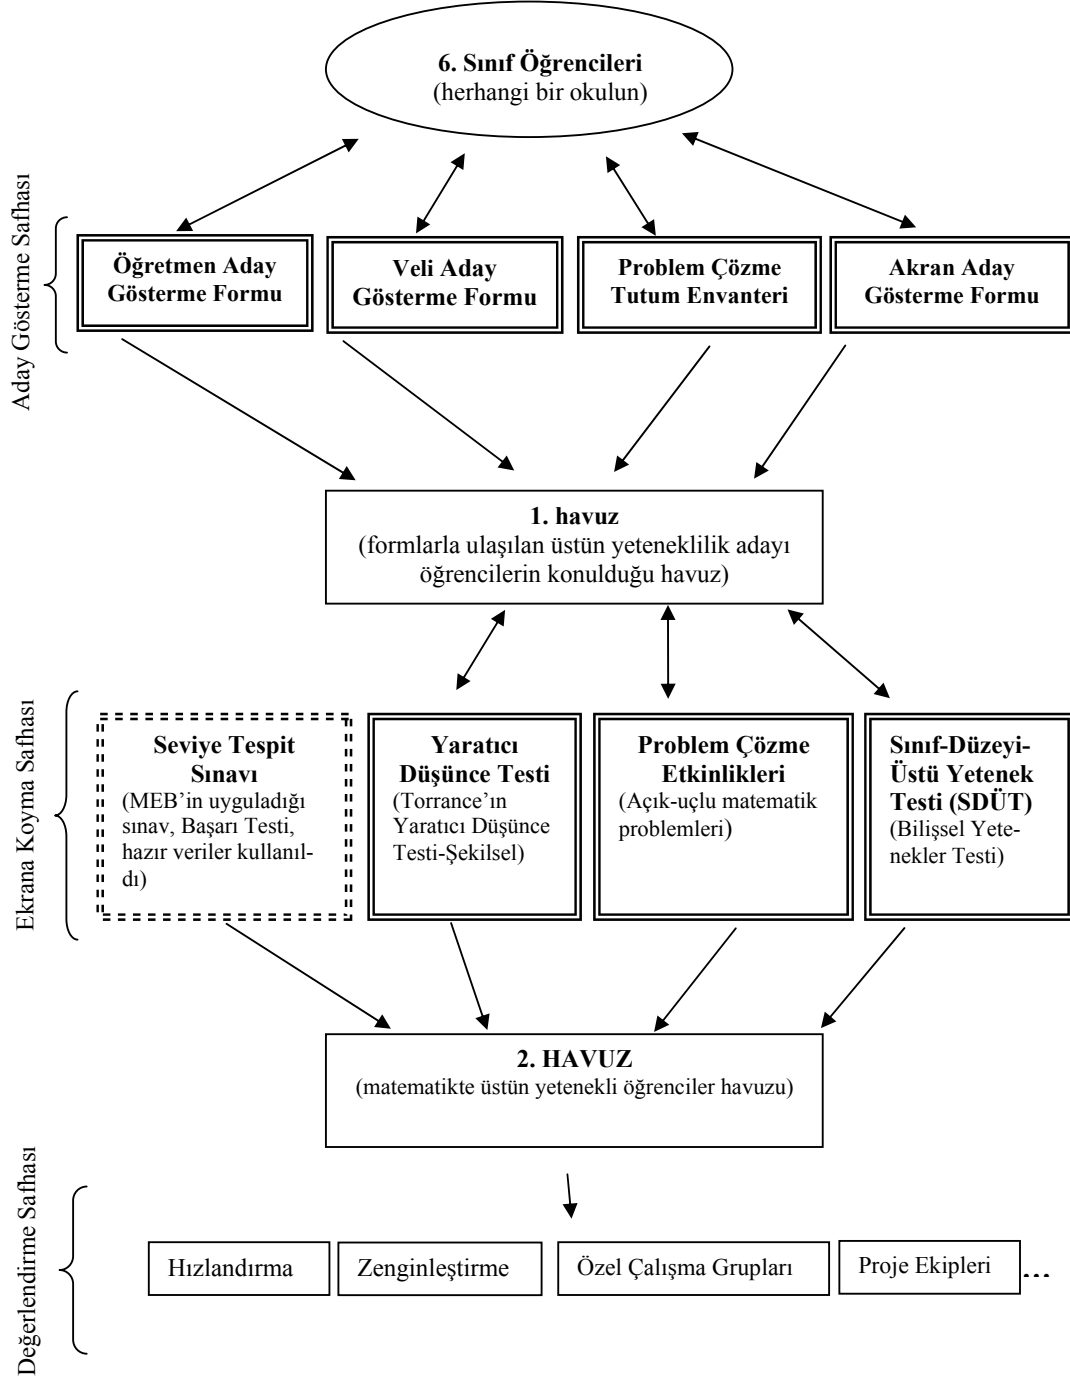 6. Sınıf Öğrencileri
(herhangi bir okulun)
Aday Gösterme Safhası
Öğretmen Aday
Gösterme Formu
Veli Aday
Gösterme Formu
Problem Çözme
Tutum Envanteri
Akran Aday
Gösterme Formu
1. havuz
(formlarla ulaşılan üstün yeteneklilik adayı
öğrencilerin konulduğu havuz)
Ekrana Koyma Safhası
Seviye Tespit
Sınavı
(MEB’in uyguladığı
sınav, Başarı Testi,
hazır veriler kullanıl-
dı)
Yaratıcı
Düşünce Testi
(Torrance’ın
Yaratıcı Düşünce
Testi-Şekilsel)
Problem Çözme
Etkinlikleri
(Açık-uçlu matematik
problemleri)
Sınıf-Düzeyi-
Üstü Yetenek
Testi (SDÜT)
(Bilişsel Yete-
nekler Testi)
2. HAVUZ
(matematikte üstün yetenekli öğrenciler havuzu)
Değerlendirme Safhası
Hızlandırma
Zenginleştirme
Özel Çalışma Grupları
Proje Ekipleri
...